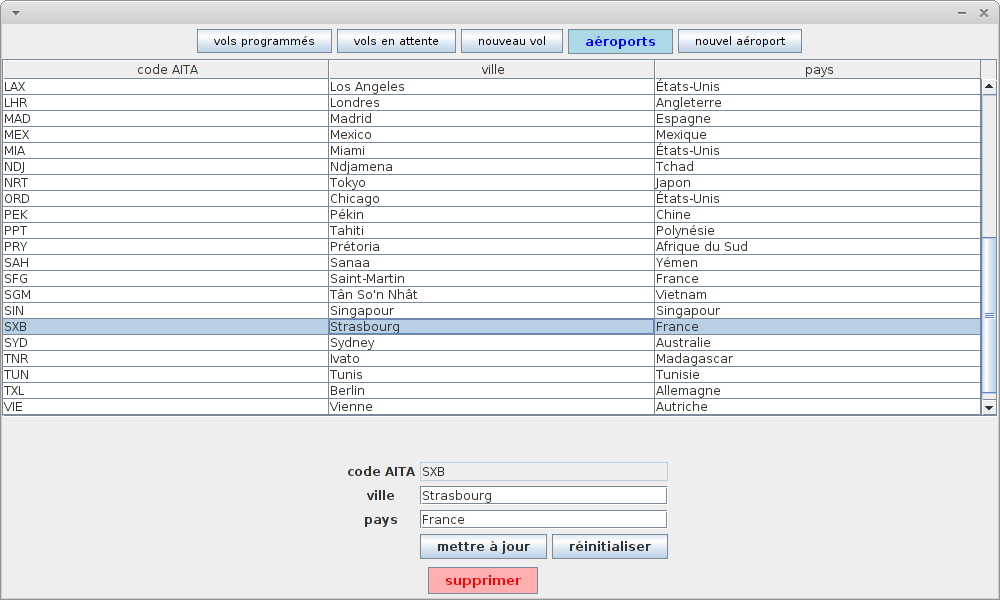 vols programmés vols en attente nouveau vol aéroports nouvel aéroport
code AITA ville pays
LAX Los Angeles États-Unis
LHR Londres Angleterre
MAD Madrid Espagne
MEX Mexico Mexique
MIA Miami États-Unis
NDJ Ndjamena Tchad
NRT Tokyo Japon
ORD Chicago États-Unis
PEK Pékin Chine
PPT Tahiti Polynésie
PRY Prétoria Afrique du Sud
SAH Sanaa Yémen
SFG Saint-Martin France
SGM Tân So'n Nhât Vietnam
SIN Singapour Singapour
SXB Strasbourg France
SYD Sydney Australie
TNR Ivato Madagascar
TUN Tunis Tunisie
TXL Berlin Allemagne
VIE Vienne Autriche
code AITA SXB
ville Strasbourg
pays France
mettre à jour réinitialiser
supprimer